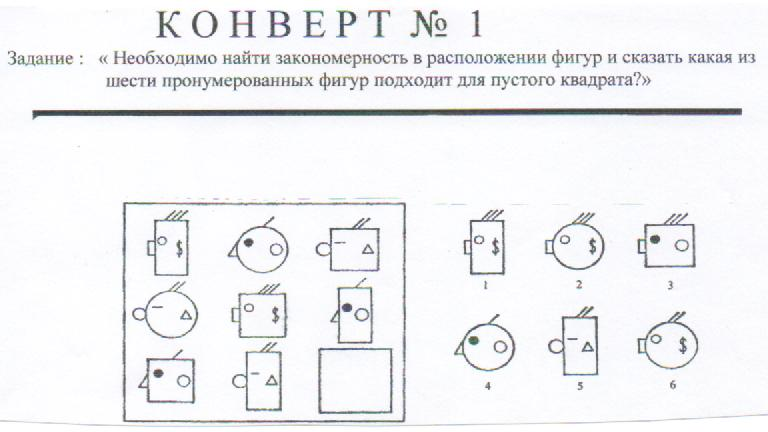 КОНВЕРТ № 1
Задание : « Необходимо найти закономерность в расположении фигур и сказать какая из
шести пронумерованных фигур подходит для пустого квадрата?»
$
$ $
1 2 3
$
$
4 5 6